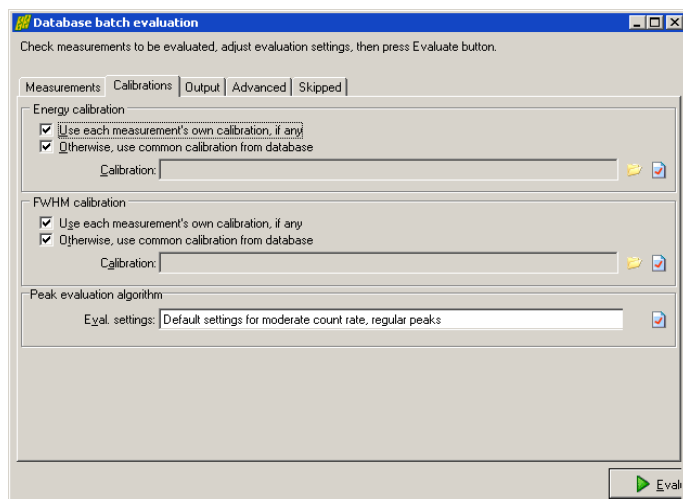 Database batch evaluation
Check measurements to be evaluated, adjust evaluation settings, then press Evaluate button.
Measurements Calibrations Output Advanced Skipped
Energy calibration
Use each measurement's own calibration, if any
Otherwise, use common calibration from database
Calibration:
FWHM calibration
Use each measurement's own calibration, if any
Otherwise, use common calibration from database
Calibration:
Peak evaluation algorithm
Eval. settings: Default settings for moderate count rate, regular peaks